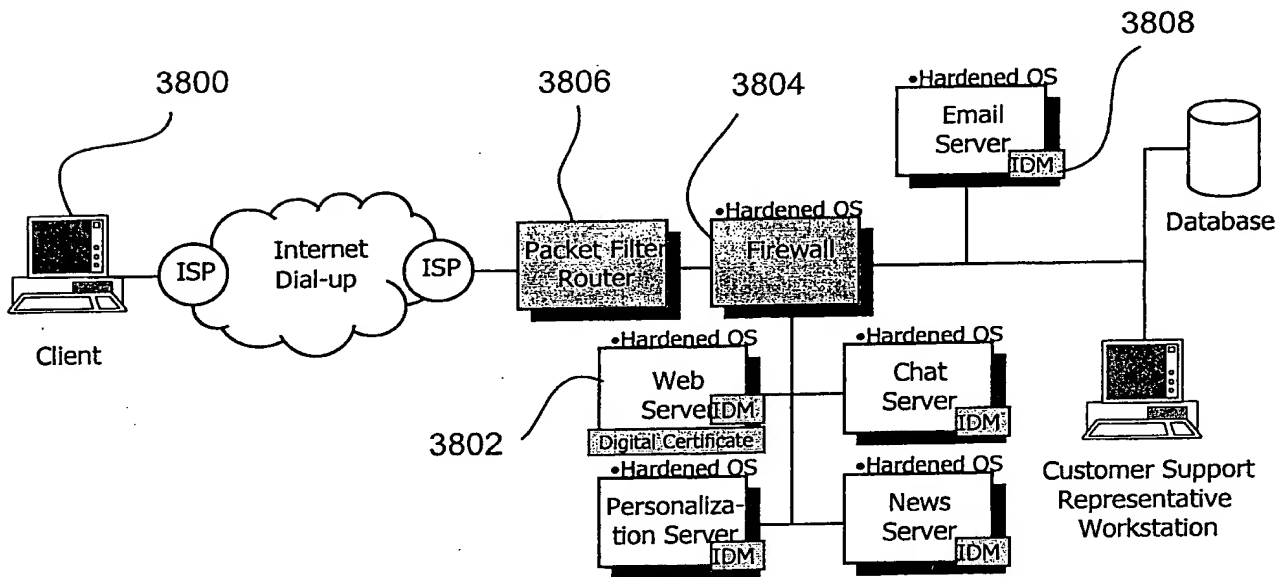 3808
3800
3806
3804
•Hardened OS
Email
Server
IDM
Database
•Hardened OS
Packet Filter
Router
Firewall
ISP
Internet
Dial-up
ISP
Client
•Hardened OS
Web
Server
IDM
Digital Certificate
3802
•Hardened OS
Chat
Server
IDM
•Hardened OS
Personaliza-
tion Server
IDM
•Hardened OS
News
Server
IDM
Customer Support
Representative
Workstation